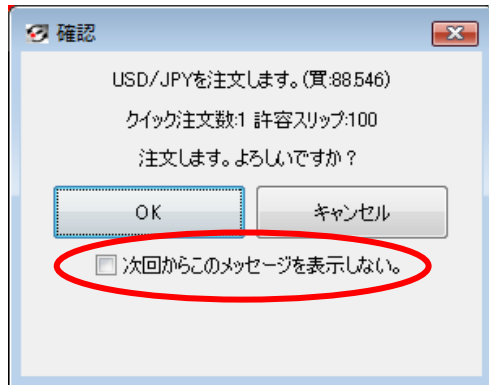 確認
USD/JPYを注文します。(買:88.546)
クイック注文数:1 許容スリップ:100
注文します。よろしいですか?
OK
キャンセル
次回からこのメッセージを表示しない。